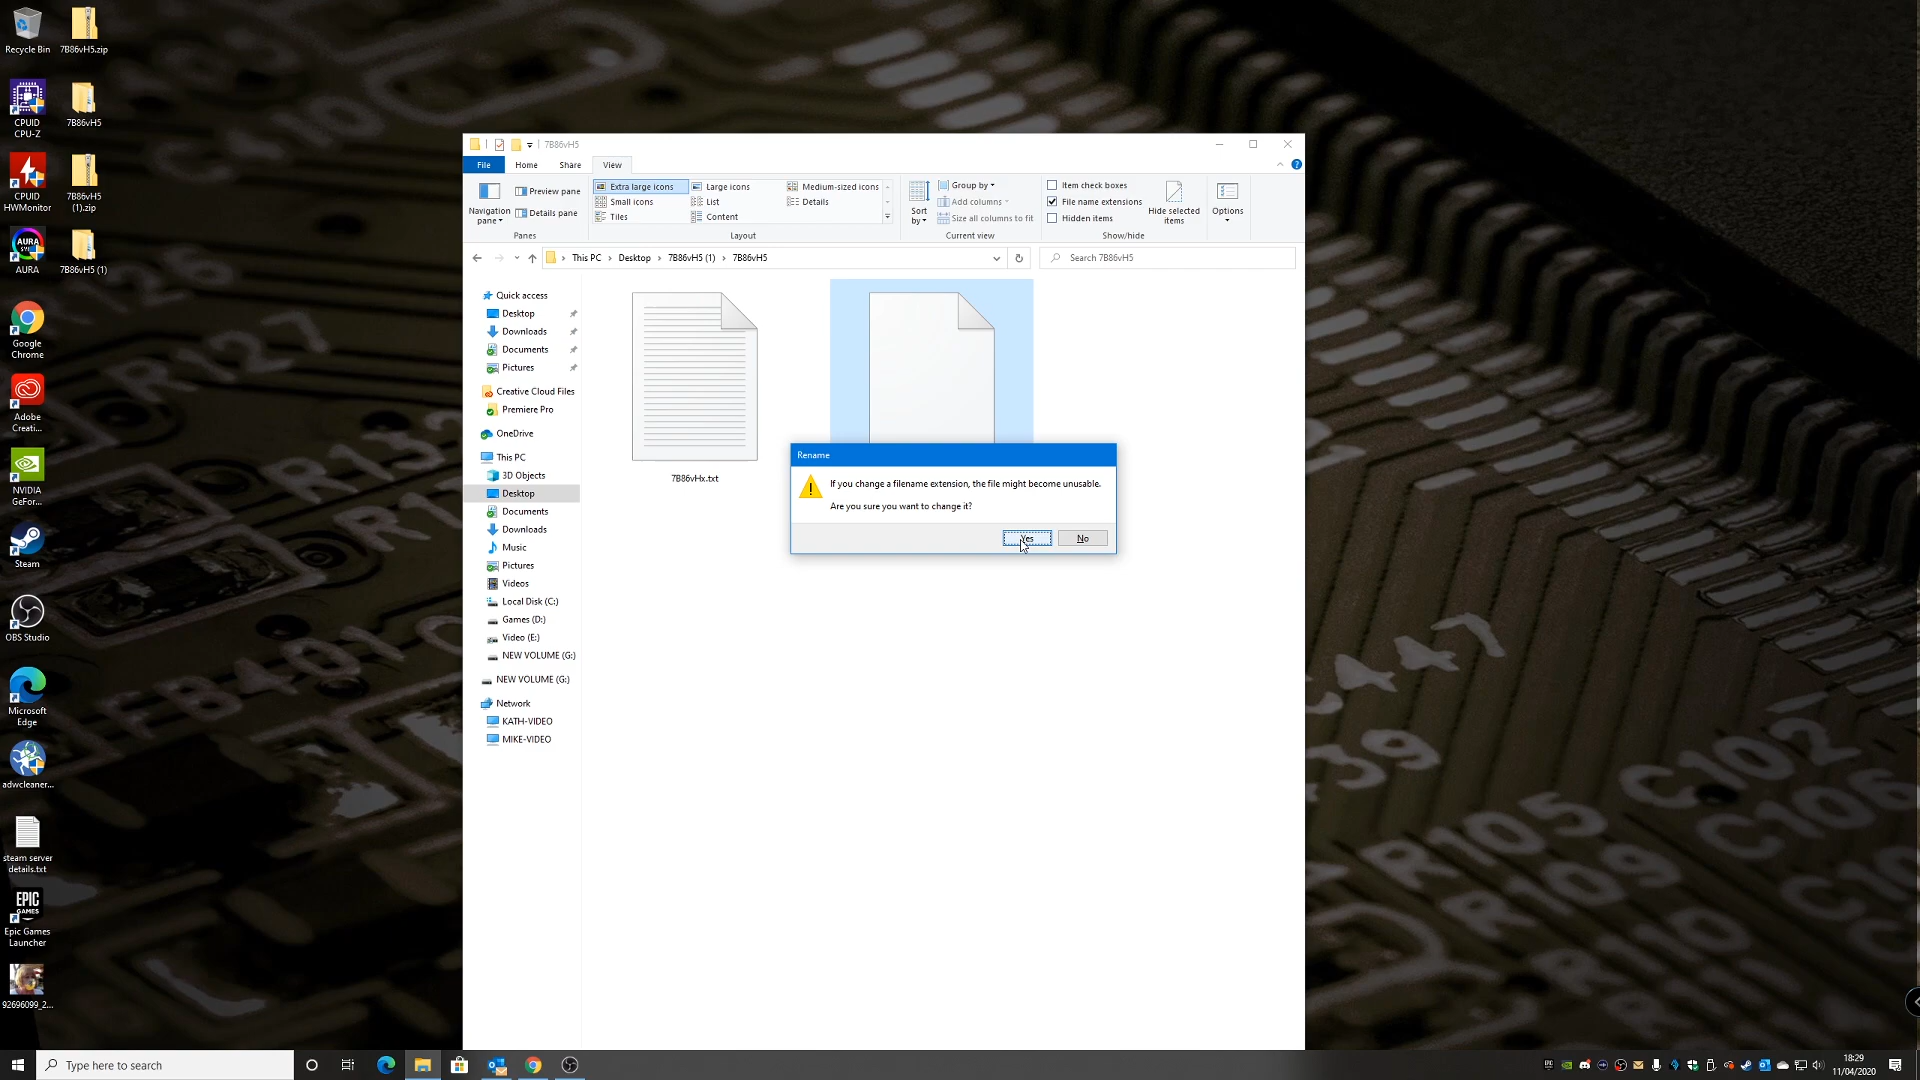 Recycle Bin
7B86vH5.zip
CPUID
CPU-Z
7B86vH5
CPUID
HWMonitor
7B86vH5
(1).zip
AURA
7B86vH5 (1)
Google
Chrome
Adobe
Creati...
NVIDIA
GeFor...
Steam
OBS Studio
Microsoft
Edge
adwcleaner...
steam server
details.txt
EPIC
GAMES
Epic Games
Launcher
92696099_2...
7B86vH5
File
Home
Share
View
Navigation
pane
Preview pane
Details pane
Panes
Extra large icons
Large icons
Medium-sized icons
Small icons
List
Details
Tiles
Content
Layout
Sort
by
Group by
Add columns
Size all columns to fit
Current view
Item check boxes
File name extensions
Hidden items
Hide selected
items
Show/hide
Options
This PC > Desktop > 7B86vH5 (1) > 7B86vH5
Search 7B86vH5
Quick access
Desktop
Downloads
Documents
Pictures
Creative Cloud Files
Premiere Pro
OneDrive
This PC
3D Objects
Desktop
Documents
Downloads
Music
Pictures
Videos
Local Disk (C:)
Games (D:)
Video (E:)
NEW VOLUME (G:)
NEW VOLUME (G:)
Network
KATH-VIDEO
MIKE-VIDEO
7B86vHx.txt
Rename
If you change a filename extension, the file might become unusable.
Are you sure you want to change it?
Yes
No
R127
R132
R105
R109
C102
C106
Type here to search
18:29
11/04/2020